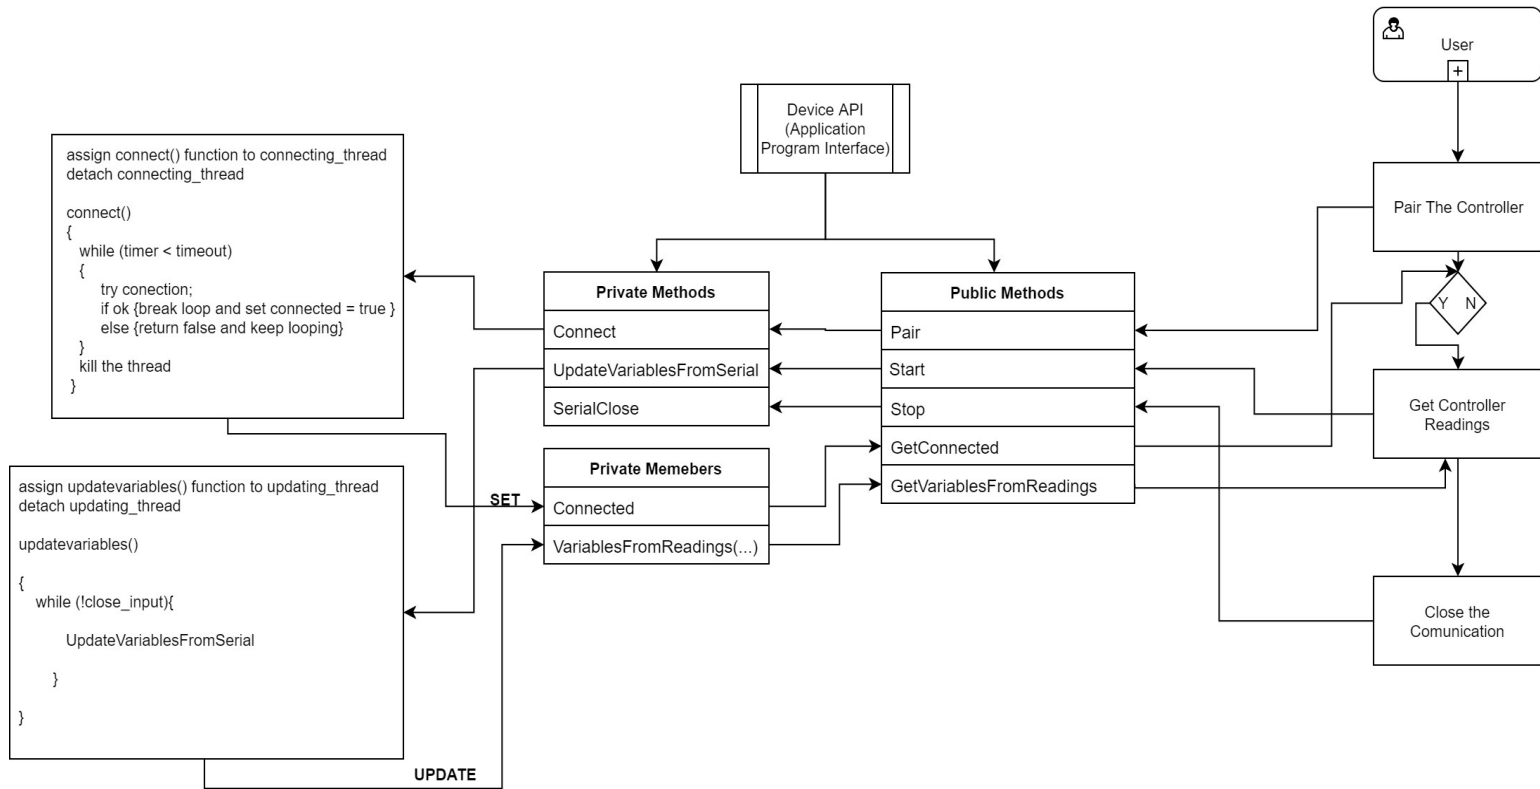 User
Device API
(Application
Program Interface)
assign connect() function to connecting_thread
detach connecting_thread
connect()
{
while (timer < timeout)
{
try conection;
if ok {break loop and set connected = true }
else {return false and keep looping}
}
kill the thread
}
Pair The Controller
Private Methods
Connect
UpdateVariablesFromSerial
SerialClose
Public Methods
Pair
Start
Stop
GetConnected
GetVariablesFromReadings
Y N
Get Controller
Readings
Private Memebers
Connected
VariablesFromReadings(...)
SET
assign updatevariables() function to updating_thread
detach updating_thread
updatevariables()
{
while (!close_input){
UpdateVariablesFromSerial
}
}
UPDATE
Close the
Comunication